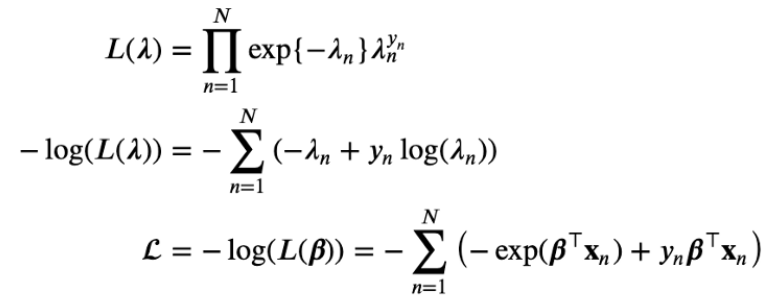 L(λ) = ∏_{n=1}^{N} exp{−λ_n} λ_n^{y_n}
− log(L(λ)) = − ∑_{n=1}^{N} (−λ_n + y_n log(λ_n))
ℒ = − log(L(β)) = − ∑_{n=1}^{N} (− exp(β^⊤ x_n) + y_n β^⊤ x_n)